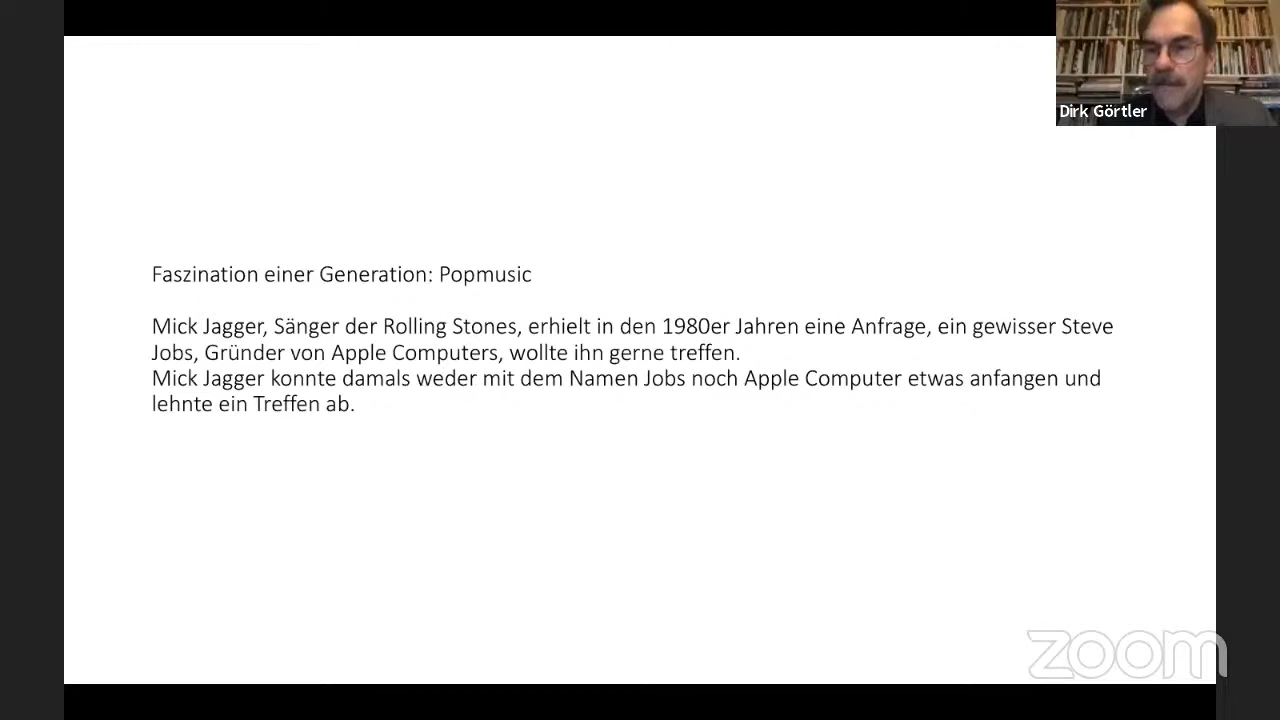 Dirk Görtler
Faszination einer Generation: Popmusic
Mick Jagger, Sänger der Rolling Stones, erhielt in den 1980er Jahren eine Anfrage, ein gewisser Steve
Jobs, Gründer von Apple Computers, wollte ihn gerne treffen.
Mick Jagger konnte damals weder mit dem Namen Jobs noch Apple Computer etwas anfangen und
lehnte ein Treffen ab.
zoom